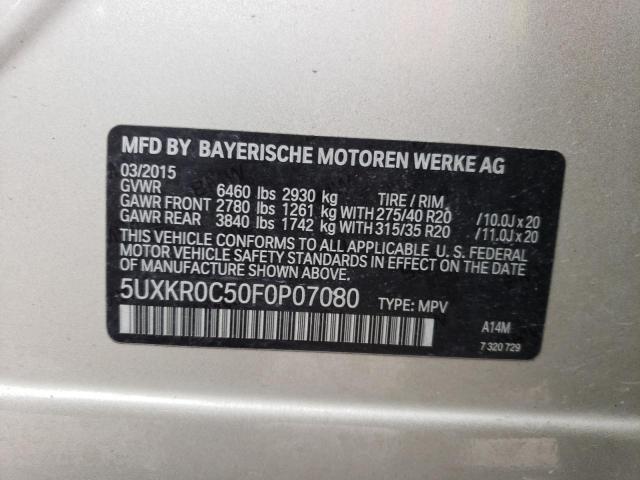 MFD BY BAYERISCHE MOTOREN WERKE AG
03/2015
GVWR 6460 lbs 2930 kg TIRE / RIM
GAWR FRONT 2780 lbs 1261 kg WITH 275/40 R20 /10.0J x 20
GAWR REAR 3840 lbs 1742 kg WITH 315/35 R20 /11.0J x 20
THIS VEHICLE CONFORMS TO ALL APPLICABLE U. S. FEDERAL
MOTOR VEHICLE SAFETY STANDARDS IN EFFECT ON THE DATE
OF MANUFACTURE SHOWN ABOVE.
5UXKR0C50F0P07080 TYPE: MPV
A14M
7 320 729